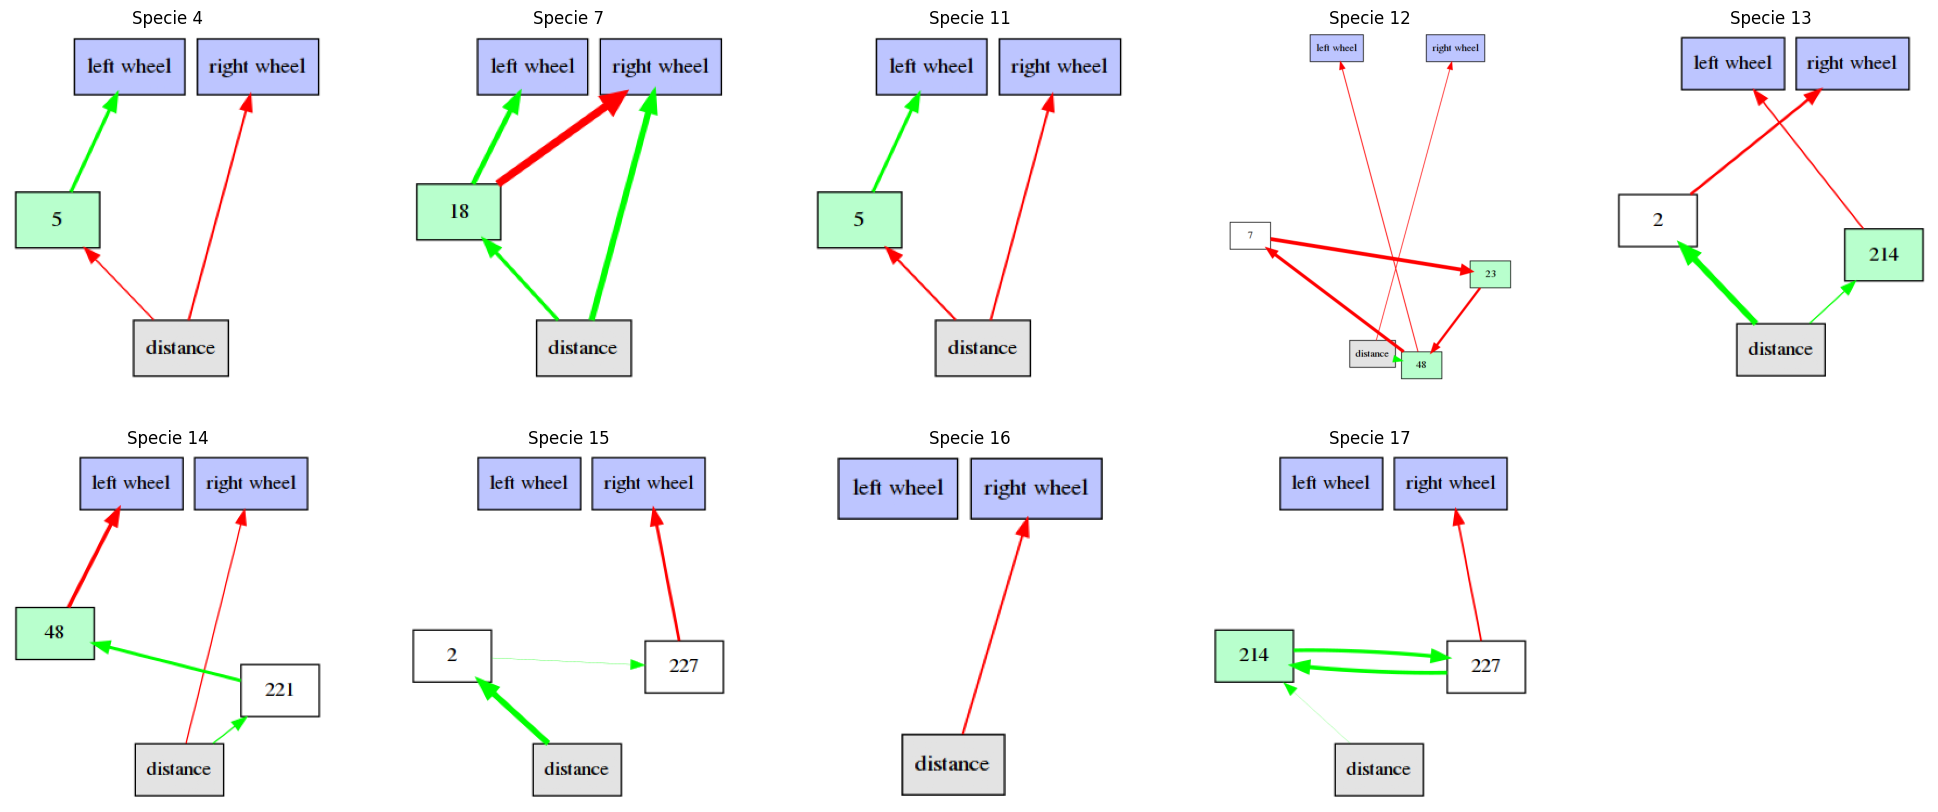 Specie 4
left wheel
right wheel
5
distance
Specie 7
left wheel
right wheel
18
distance
Specie 11
left wheel
right wheel
5
distance
Specie 12
left wheel
right wheel
7
23
distance
48
Specie 13
left wheel
right wheel
2
214
distance
Specie 14
left wheel
right wheel
48
221
distance
Specie 15
left wheel
right wheel
2
227
distance
Specie 16
left wheel
right wheel
distance
Specie 17
left wheel
right wheel
214
227
distance